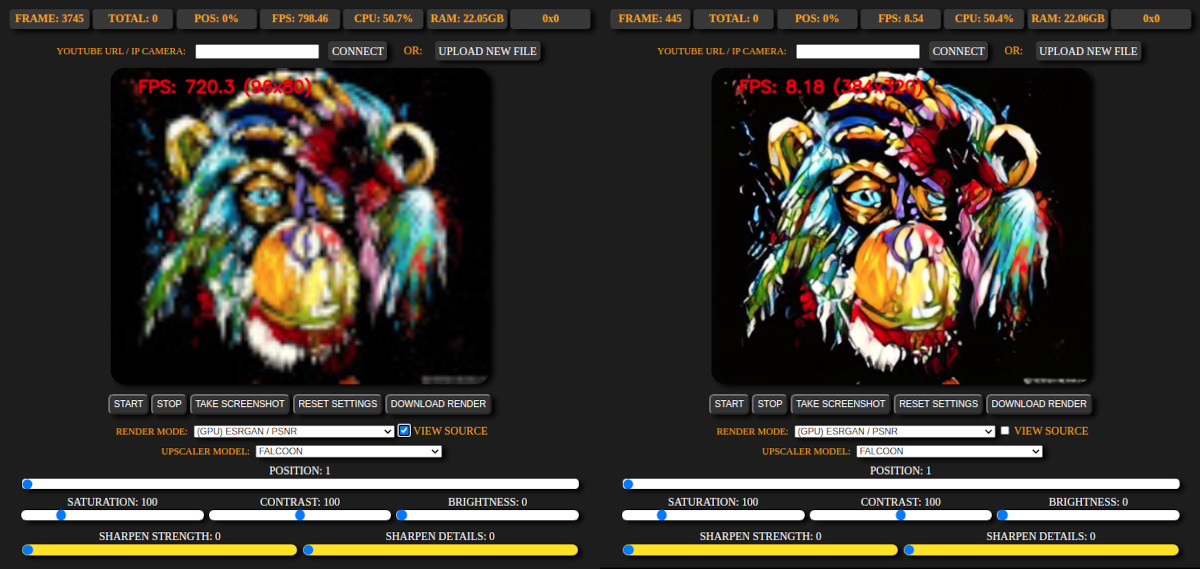 FRAME: 3745 TOTAL: 0 POS: 0% FPS: 798.46 CPU: 50.7% RAM: 22.05GB 0x0
YOUTUBE URL / IP CAMERA: CONNECT OR: UPLOAD NEW FILE
FPS: 720.3 (96x80)
START STOP TAKE SCREENSHOT RESET SETTINGS DOWNLOAD RENDER
RENDER MODE: (GPU) ESRGAN / PSNR VIEW SOURCE
UPSCALER MODEL: FALCOON
POSITION: 1
SATURATION: 100 CONTRAST: 100 BRIGHTNESS: 0
SHARPEN STRENGTH: 0 SHARPEN DETAILS: 0
FRAME: 445 TOTAL: 0 POS: 0% FPS: 8.54 CPU: 50.4% RAM: 22.06GB 0x0
YOUTUBE URL / IP CAMERA: CONNECT OR: UPLOAD NEW FILE
FPS: 8.18 (384x320)
START STOP TAKE SCREENSHOT RESET SETTINGS DOWNLOAD RENDER
RENDER MODE: (GPU) ESRGAN / PSNR VIEW SOURCE
UPSCALER MODEL: FALCOON
POSITION: 1
SATURATION: 100 CONTRAST: 100 BRIGHTNESS: 0
SHARPEN STRENGTH: 0 SHARPEN DETAILS: 0